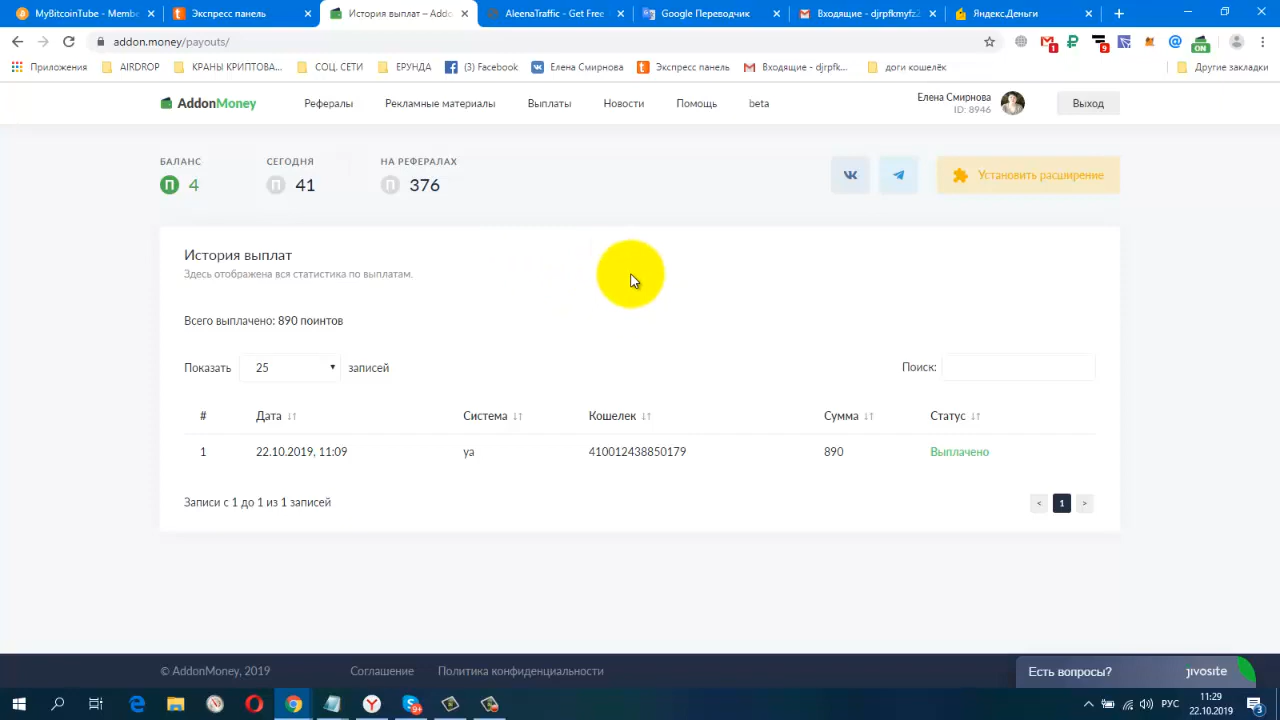 MyBitcoinTube - Membe
Экспресс панель
История выплат – Addo
AleenaTraffic - Get Free
Google Переводчик
Входящие - djrpfkmyfz2
Яндекс.Деньги
addon.money/payouts/
Приложения
AIRDROP
КРАНЫ КРИПТОВА...
СОЦ. СЕТИ
ЕРУНДА
(3) Facebook
Елена Смирнова
Экспресс панель
Входящие - djrpfk...
доги кошелёк
Другие закладки
AddonMoney
Рефералы
Рекламные материалы
Выплаты
Новости
Помощь
beta
Елена Смирнова
ID: 8946
Выход
БАЛАНС
СЕГОДНЯ
НА РЕФЕРАЛАХ
4
41
376
Установить расширение
История выплат
Здесь отображена вся статистика по выплатам.
Всего выплачено: 890 поинтов
Показать 25 записей
Поиск:
# Дата Система Кошелек Сумма Статус
1 22.10.2019, 11:09 ya 410012438850179 890 Выплачено
Записи с 1 до 1 из 1 записей
< 1 >
© AddonMoney, 2019
Соглашение
Политика конфиденциальности
Есть вопросы?
jivosite
РУС
11:29
22.10.2019